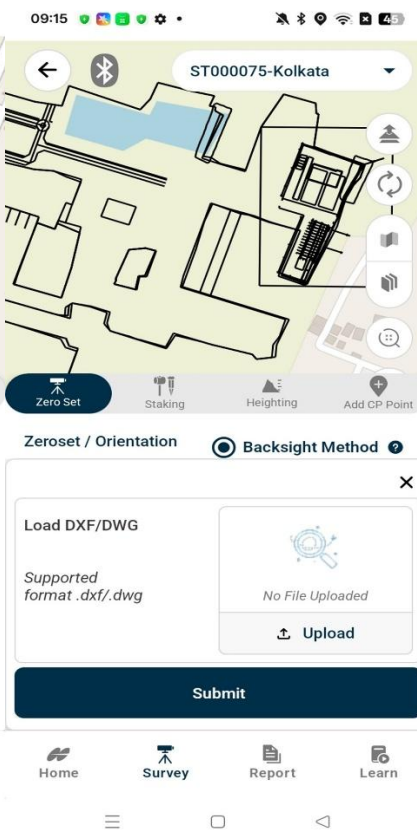 09:15
45
ST000075-Kolkata
Zero Set
Staking
Heighting
Add CP Point
Zeroset / Orientation
Backsight Method ?
Load DXF/DWG
Supported
format .dxf/.dwg
No File Uploaded
Upload
Submit
Home
Survey
Report
Learn